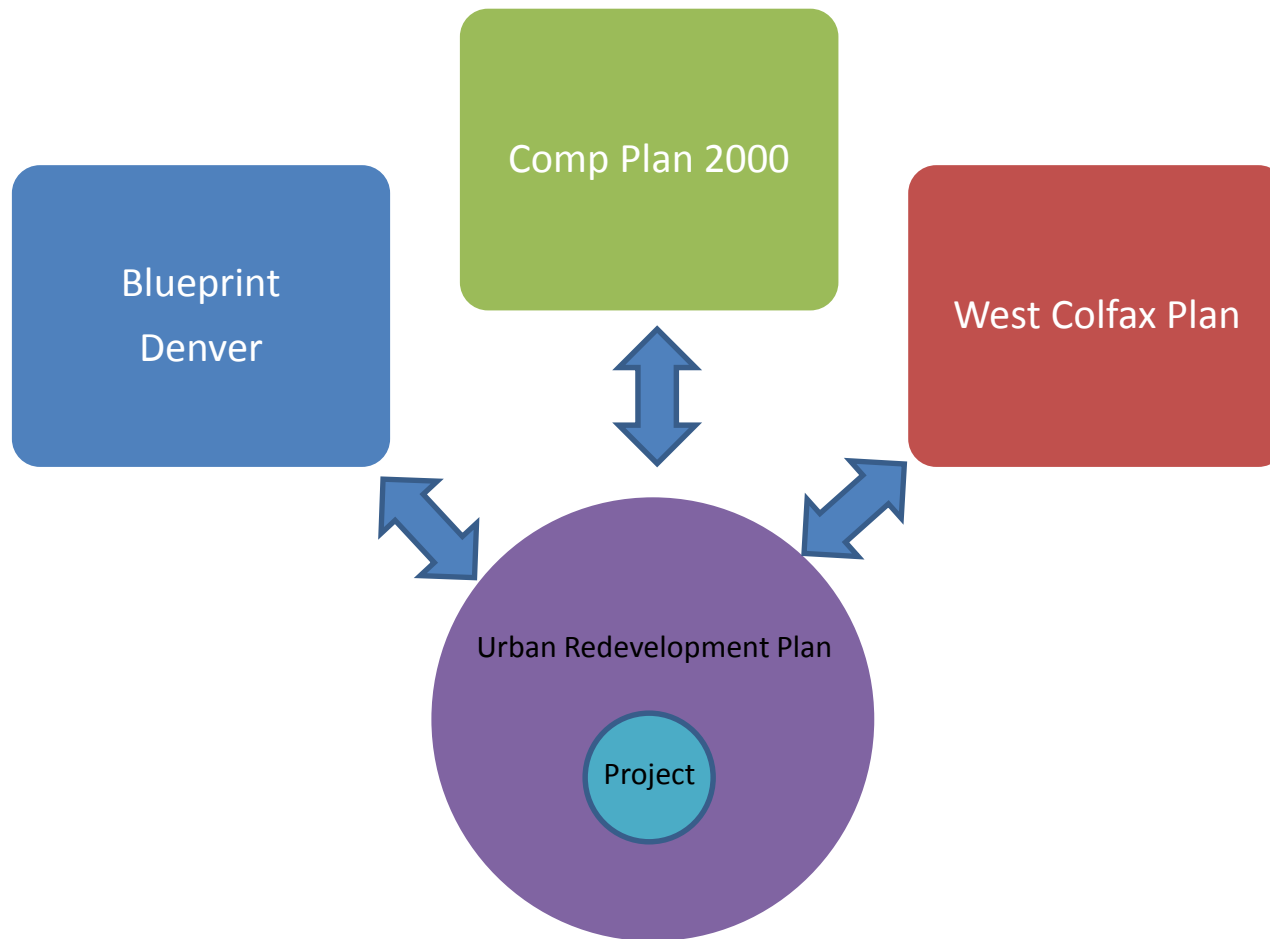 Comp Plan 2000
Blueprint
Denver
West Colfax Plan
Urban Redevelopment Plan
Project